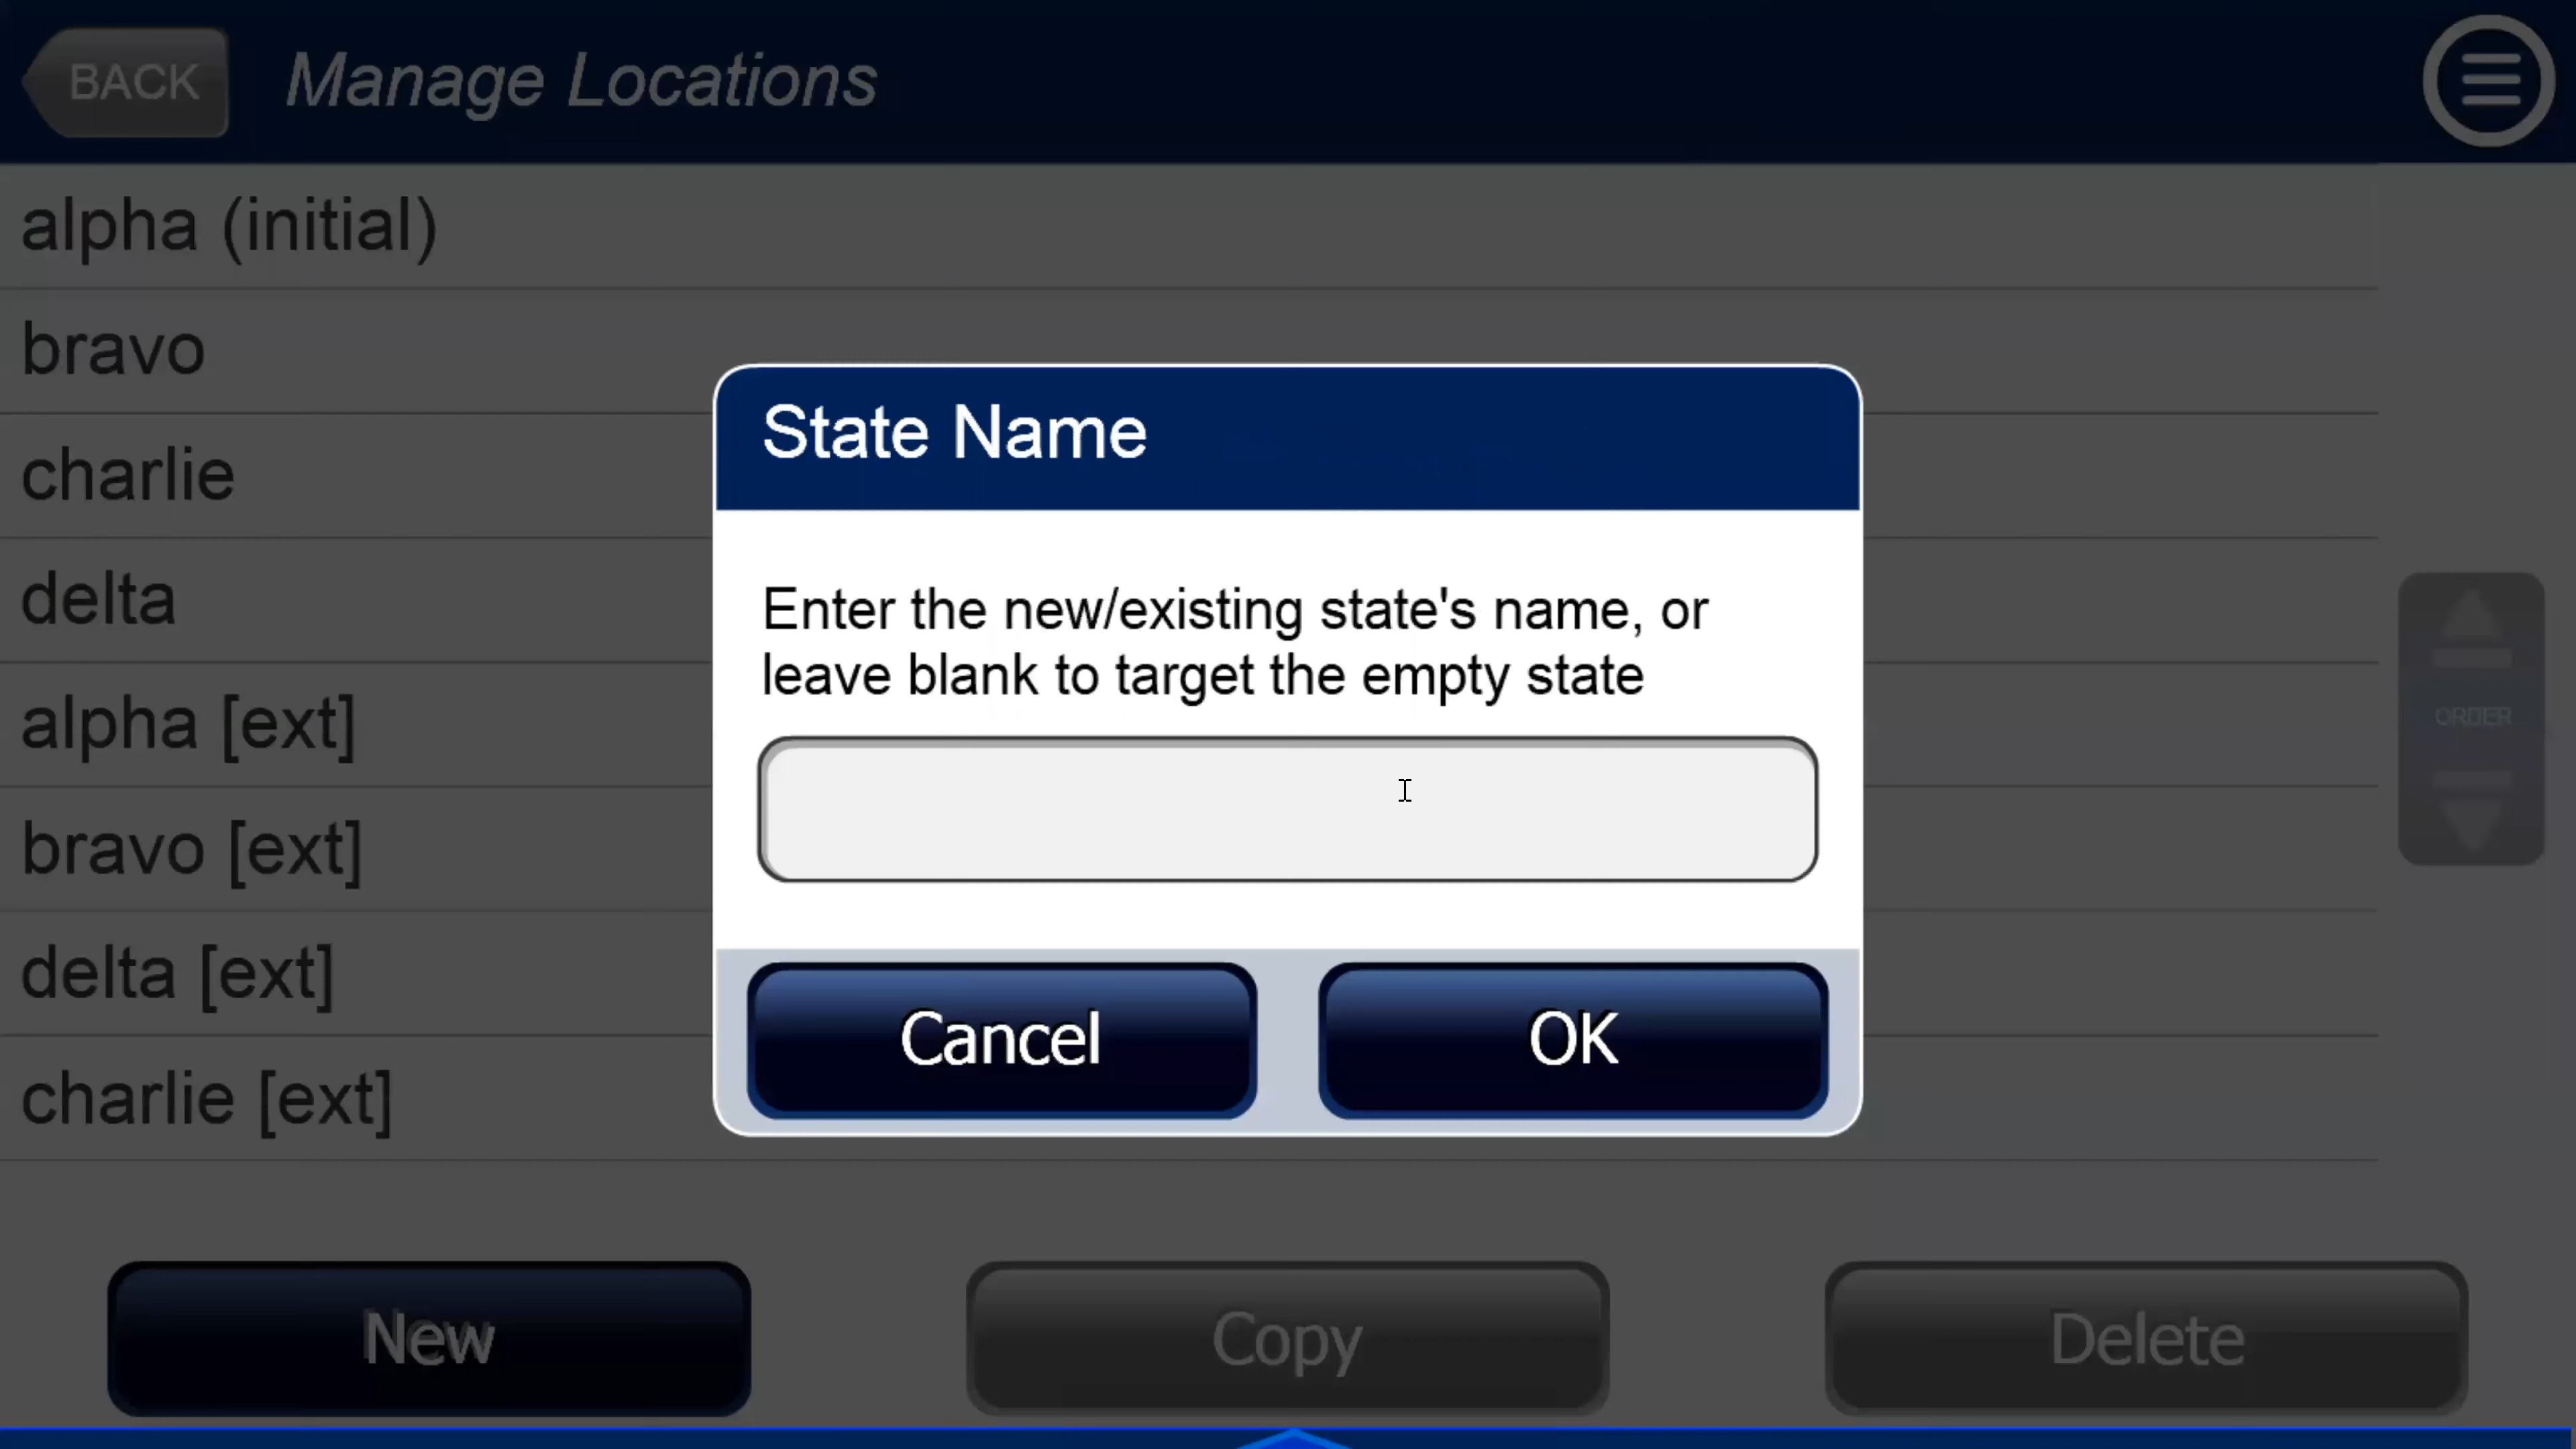 BACK
Manage Locations
alpha (initial)
bravo
charlie
delta
alpha [ext]
bravo [ext]
delta [ext]
charlie [ext]
State Name
Enter the new/existing state's name, or
leave blank to target the empty state
Cancel
OK
ORDER
New
Copy
Delete